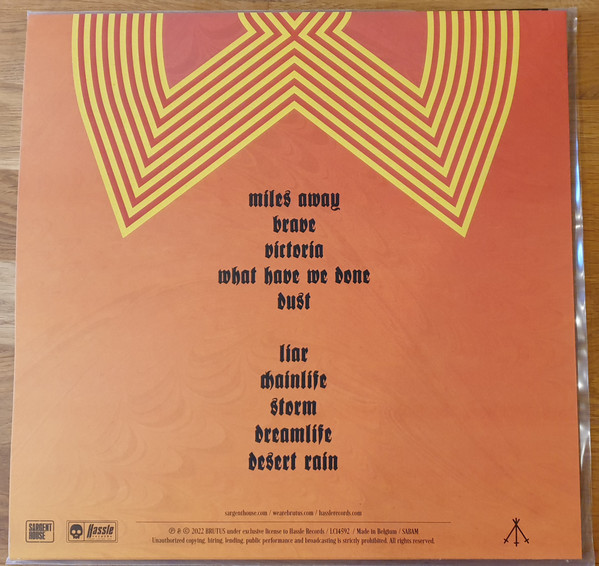 miles away
brave
victoria
what have we done
dust
liar
chainlife
storm
dreamlife
desert rain
sargenthouse.com / wearebrutus.com / hasslerecords.com
SARGENT
HOUSE
Hassle
RECORDS
℗ & © 2022 BRUTUS under exclusive license to Hassle Records / LC14592 / Made in Belgium / SABAM
Unauthorized copying, hiring, lending, public performance and broadcasting is strictly prohibited. All rights reserved.